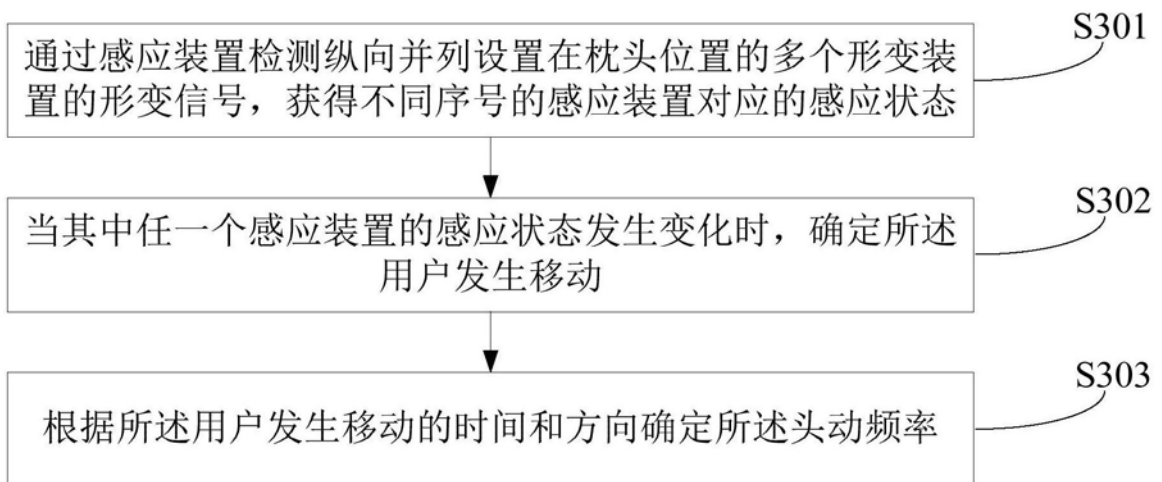 S301
通过感应装置检测纵向并列设置在枕头位置的多个形变装
置的形变信号，获得不同序号的感应装置对应的感应状态
S302
当其中任一个感应装置的感应状态发生变化时，确定所述
用户发生移动
S303
根据所述用户发生移动的时间和方向确定所述头动频率